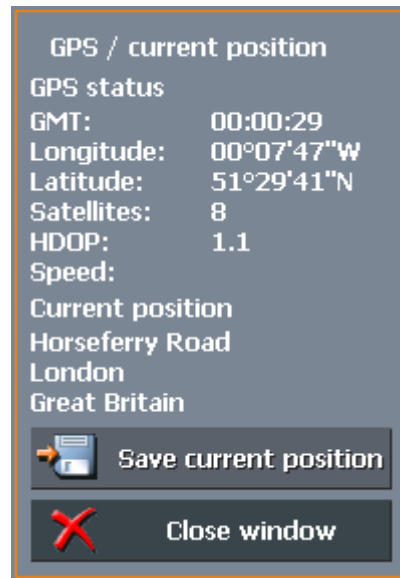 GPS / current position
GPS status
GMT: 00:00:29
Longitude: 00°07'47"W
Latitude: 51°29'41"N
Satellites: 8
HDOP: 1.1
Speed:
Current position
Horseferry Road
London
Great Britain
Save current position
Close window